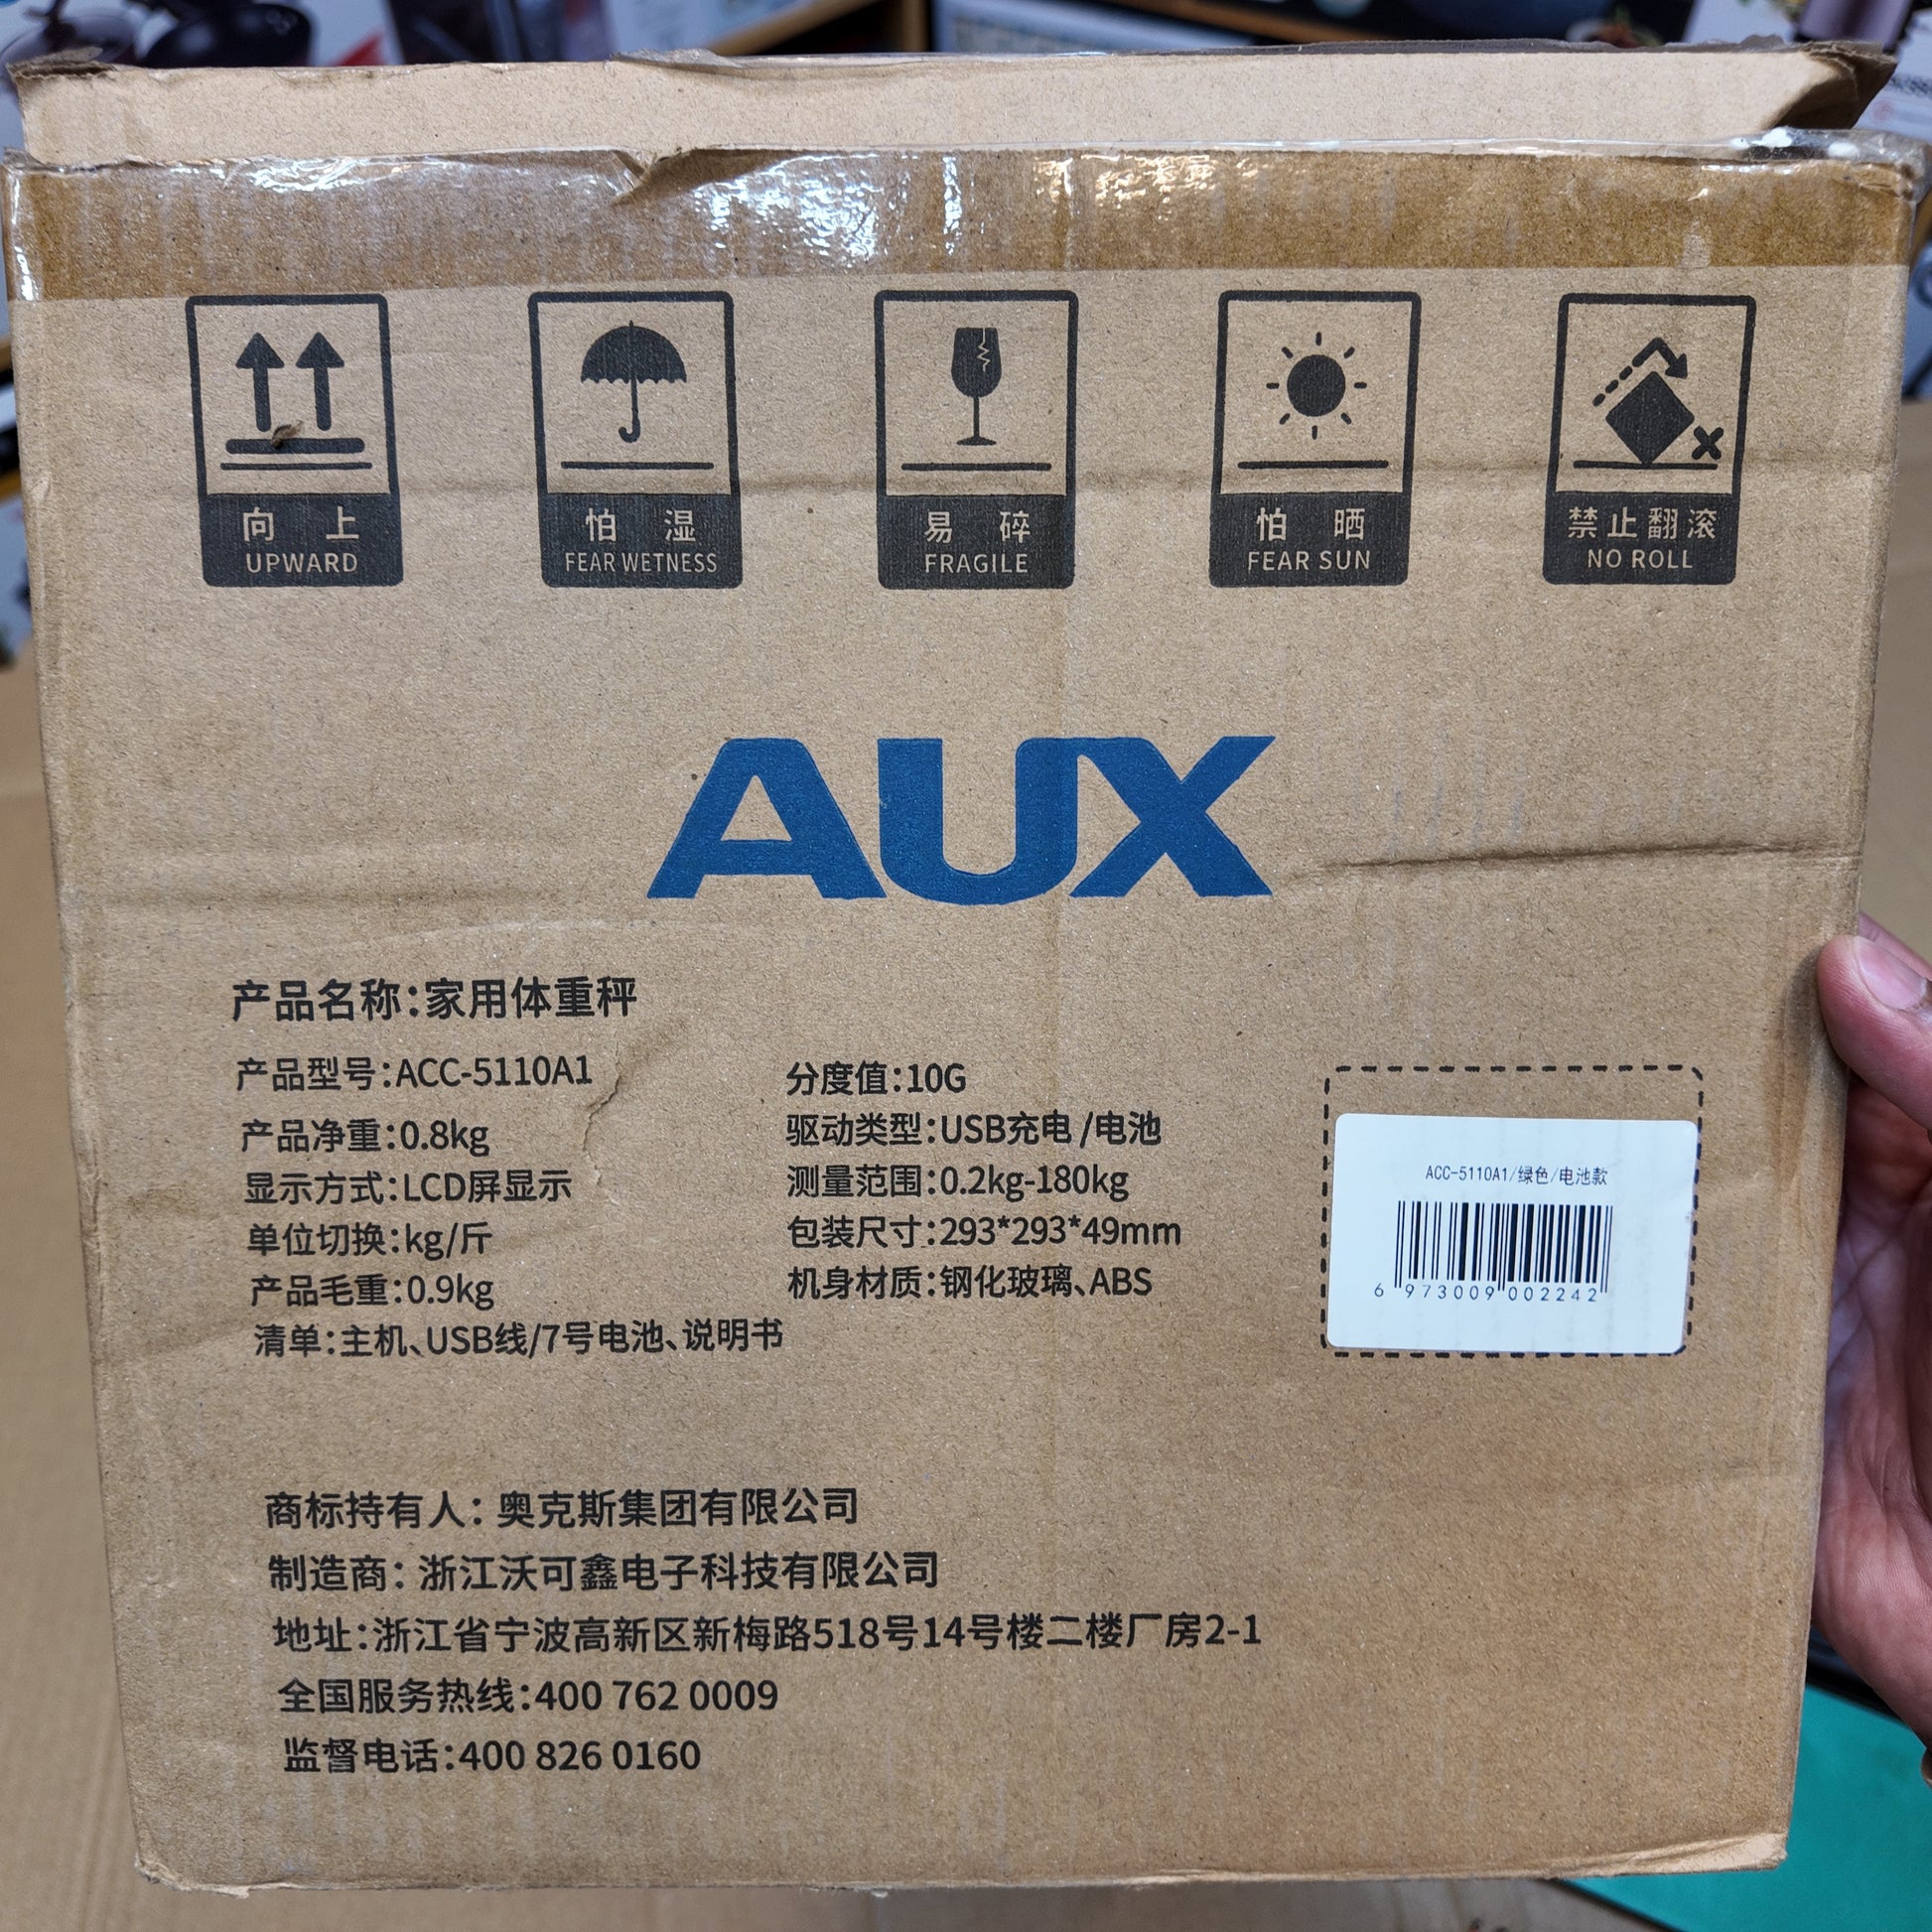 向上
UPWARD
怕湿
FEAR WETNESS
易碎
FRAGILE
怕晒
FEAR SUN
禁止翻滚
NO ROLL
AUX
产品名称:家用体重秤
产品型号:ACC-5110A1
产品净重:0.8kg
显示方式:LCD屏显示
单位切换:kg/斤
产品毛重:0.9kg
清单:主机、USB线/7号电池、说明书
分度值:10G
驱动类型:USB充电 /电池
测量范围:0.2kg-180kg
包装尺寸:293*293*49mm
机身材质:钢化玻璃、ABS
ACC-5110A1/绿色/电池款
6 973009 002242
商标持有人: 奥克斯集团有限公司
制造商: 浙江沃可鑫电子科技有限公司
地址:浙江省宁波高新区新梅路518号14号楼二楼厂房2-1
全国服务热线:400 762 0009
监督电话:400 826 0160